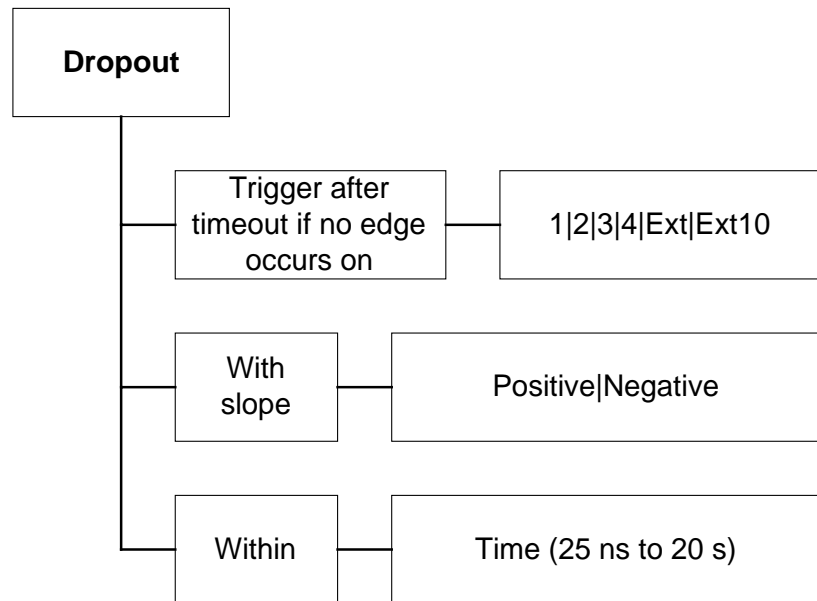 Dropout
Trigger after
timeout if no edge
occurs on
1|2|3|4|Ext|Ext10
With
slope
Positive|Negative
Within
Time (25 ns to 20 s)